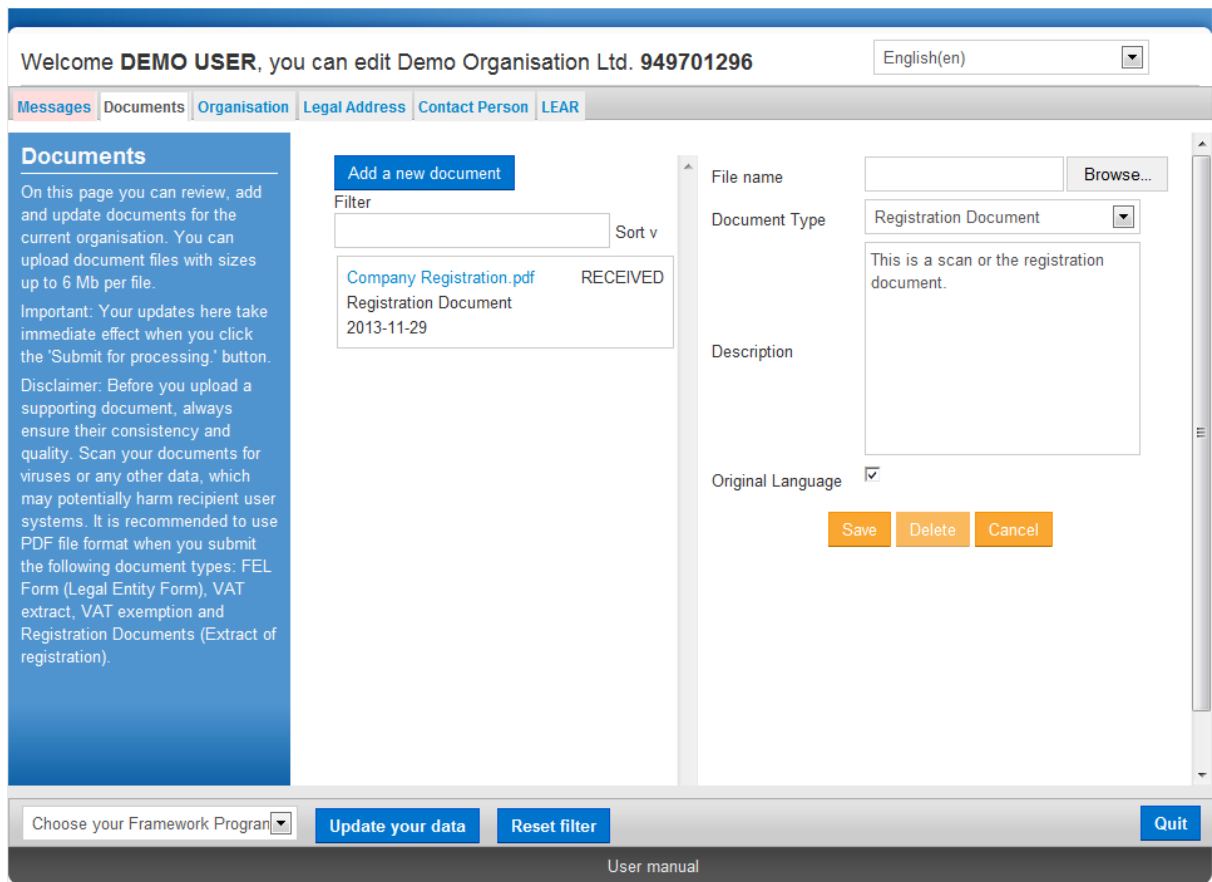 Welcome DEMO USER, you can edit Demo Organisation Ltd. 949701296
English(en)
Messages Documents Organisation Legal Address Contact Person LEAR
Documents
On this page you can review, add
and update documents for the
current organisation. You can
upload document files with sizes
up to 6 Mb per file.
Important: Your updates here take
immediate effect when you click
the 'Submit for processing.' button.
Disclaimer: Before you upload a
supporting document, always
ensure their consistency and
quality. Scan your documents for
viruses or any other data, which
may potentially harm recipient user
systems. It is recommended to use
PDF file format when you submit
the following document types: FEL
Form (Legal Entity Form), VAT
extract, VAT exemption and
Registration Documents (Extract of
registration).
Add a new document
Filter
Sort v
Company Registration.pdf RECEIVED
Registration Document
2013-11-29
File name Browse...
Document Type Registration Document
This is a scan or the registration
document.
Description
Original Language
Save Delete Cancel
Choose your Framework Progran Update your data Reset filter Quit
User manual